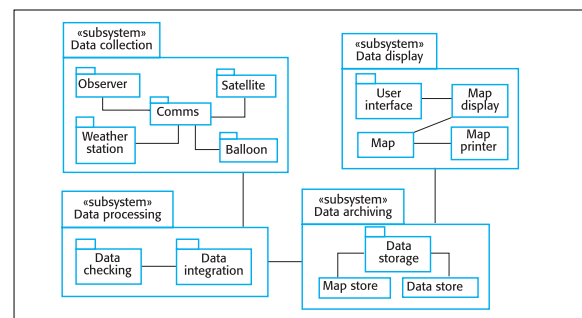 «subsystem»
Data collection
Observer
Satellite
Comms
Weather
station
Balloon
«subsystem»
Data display
User
interface
Map
display
Map
Map
printer
«subsystem»
Data processing
Data
checking
Data
integration
«subsystem»
Data archiving
Data
storage
Map store
Data store